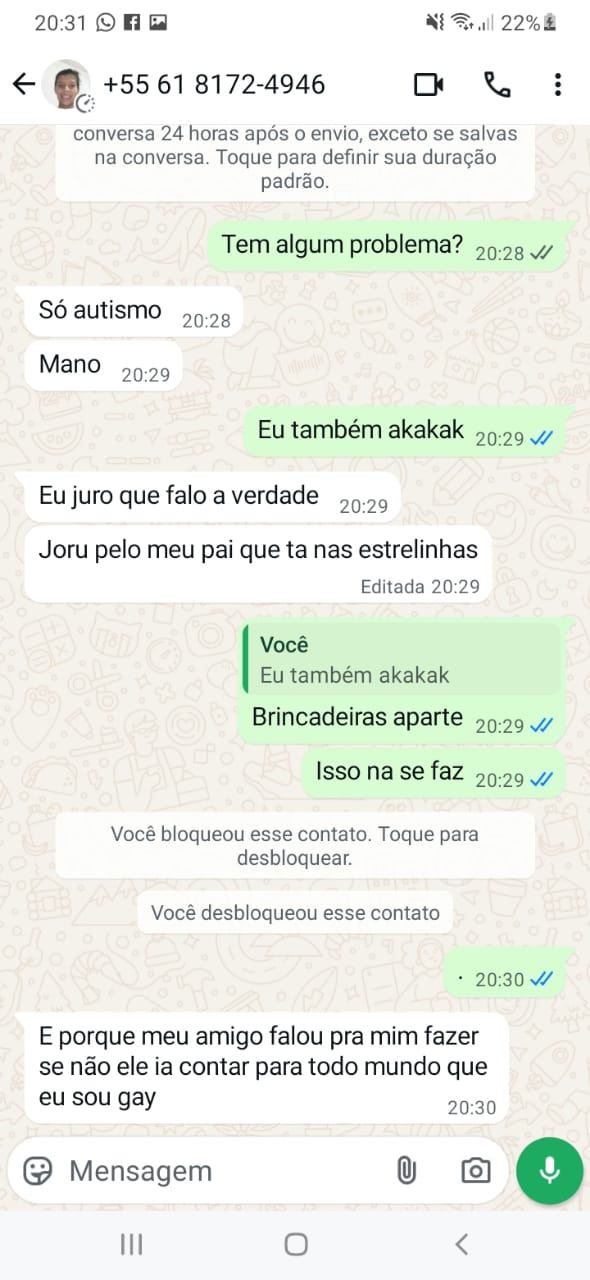 20:31 22%
+55 61 8172-4946
conversa 24 horas após o envio, exceto se salvas
na conversa. Toque para definir sua duração
padrão.
Tem algum problema? 20:28
Só autismo 20:28
Mano 20:29
Eu também akakak 20:29
Eu juro que falo a verdade 20:29
Joru pelo meu pai que ta nas estrelinhas
Editada 20:29
Você
Eu também akakak
Brincadeiras aparte 20:29
Isso na se faz 20:29
Você bloqueou esse contato. Toque para
desbloquear.
Você desbloqueou esse contato
. 20:30
E porque meu amigo falou pra mim fazer
se não ele ia contar para todo mundo que
eu sou gay
20:30
Mensagem